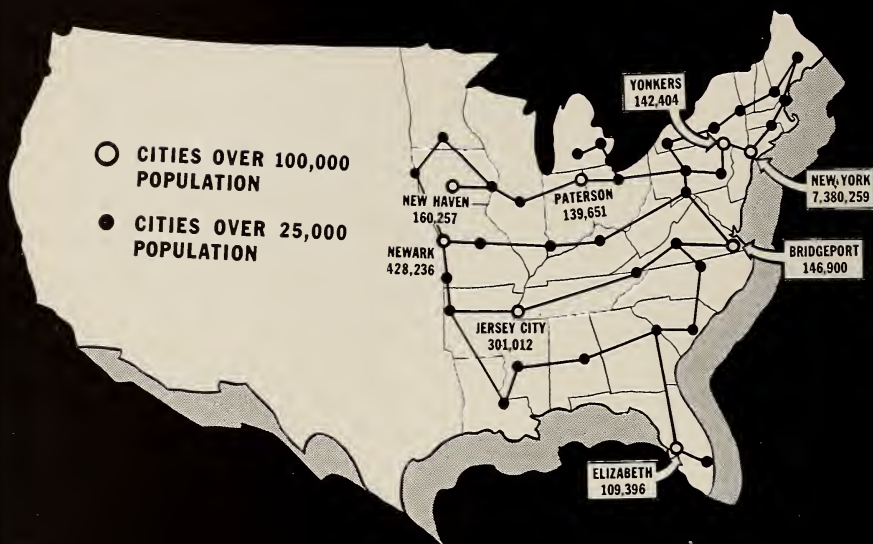 CITIES OVER 100,000
POPULATION
CITIES OVER 25,000
POPULATION
YONKERS
142,404
NEW YORK
7,380,259
NEW HAVEN
160,257
PATERSON
139,651
NEWARK
428,236
BRIDGEPORT
146,900
JERSEY CITY
301,012
ELIZABETH
109,396